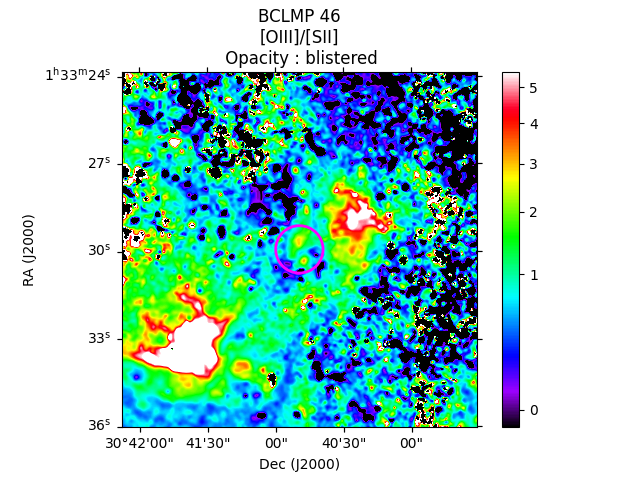 BCLMP 46
[OIII]/[SII]
Opacity : blistered
1ʰ33ᵐ24ˢ
27ˢ
30ˢ
33ˢ
36ˢ
RA (J2000)
30°42'00" 41'30" 00" 40'30" 00"
Dec (J2000)
5
4
3
2
1
0